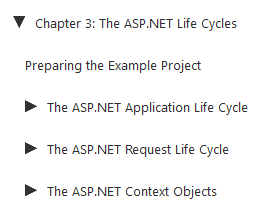 Chapter 3: The ASP.NET Life Cycles
Preparing the Example Project
The ASP.NET Application Life Cycle
The ASP.NET Request Life Cycle
The ASP.NET Context Objects